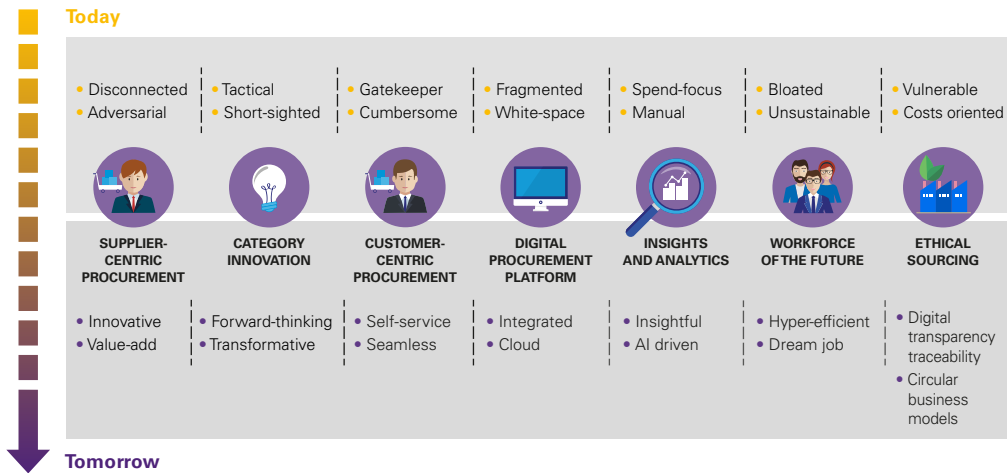 Today
• Disconnected
• Adversarial
• Tactical
• Short-sighted
• Gatekeeper
• Cumbersome
• Fragmented
• White-space
• Spend-focus
• Manual
• Bloated
• Unsustainable
• Vulnerable
• Costs oriented
SUPPLIER-
CENTRIC
PROCUREMENT
CATEGORY
INNOVATION
CUSTOMER-
CENTRIC
PROCUREMENT
DIGITAL
PROCUREMENT
PLATFORM
INSIGHTS
AND ANALYTICS
WORKFORCE
OF THE FUTURE
ETHICAL
SOURCING
• Innovative
• Value-add
• Forward-thinking
• Transformative
• Self-service
• Seamless
• Integrated
• Cloud
• Insightful
• AI driven
• Hyper-efficient
• Dream job
• Digital
transparency
traceability
• Circular
business
models
Tomorrow